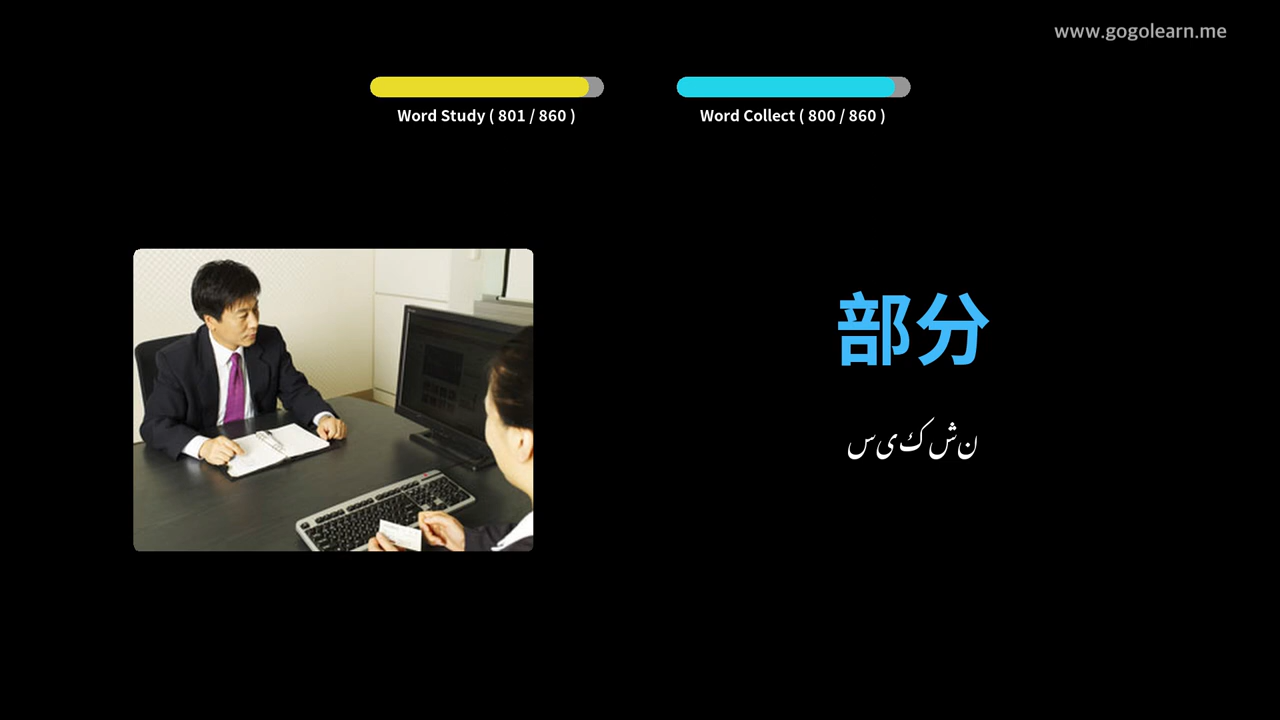 www.gogolearn.me
Word Study ( 801 / 860 )
Word Collect ( 800 / 860 )
部分
ن ش ک ی س